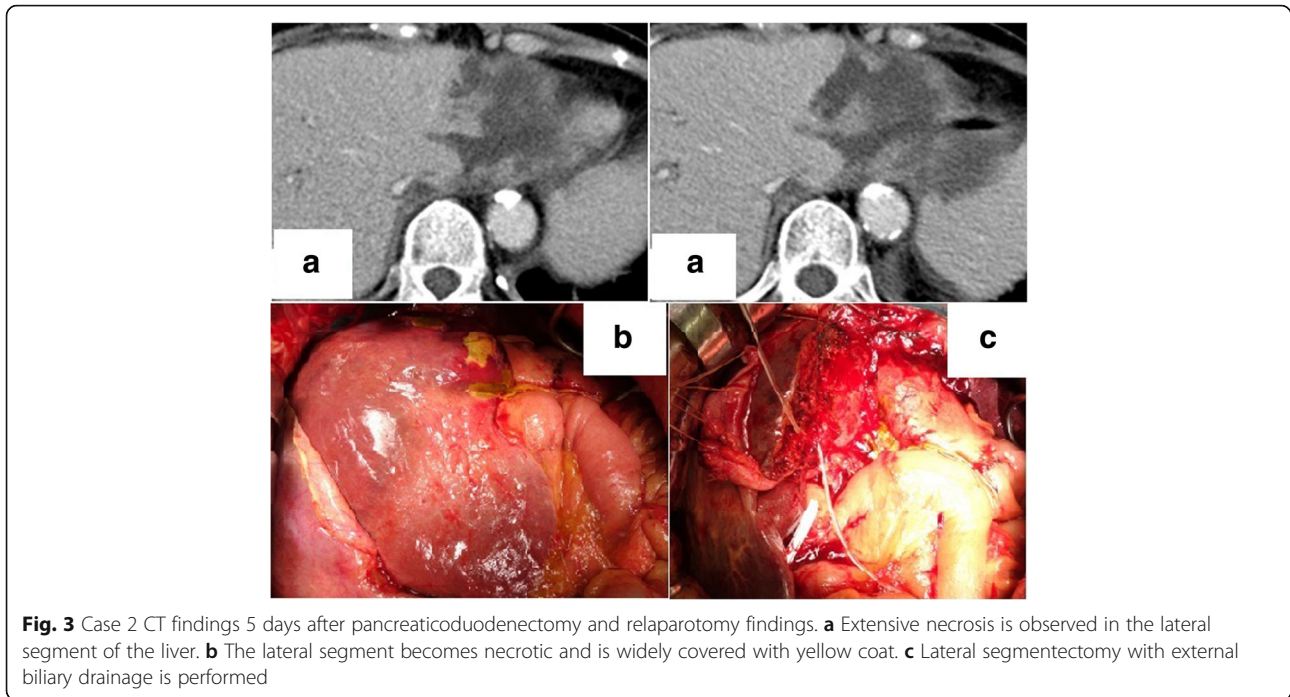 a
a
b
c
Fig. 3 Case 2 CT findings 5 days after pancreaticoduodenectomy and relaparotomy findings. a Extensive necrosis is observed in the lateral
segment of the liver. b The lateral segment becomes necrotic and is widely covered with yellow coat. c Lateral segmentectomy with external
biliary drainage is performed